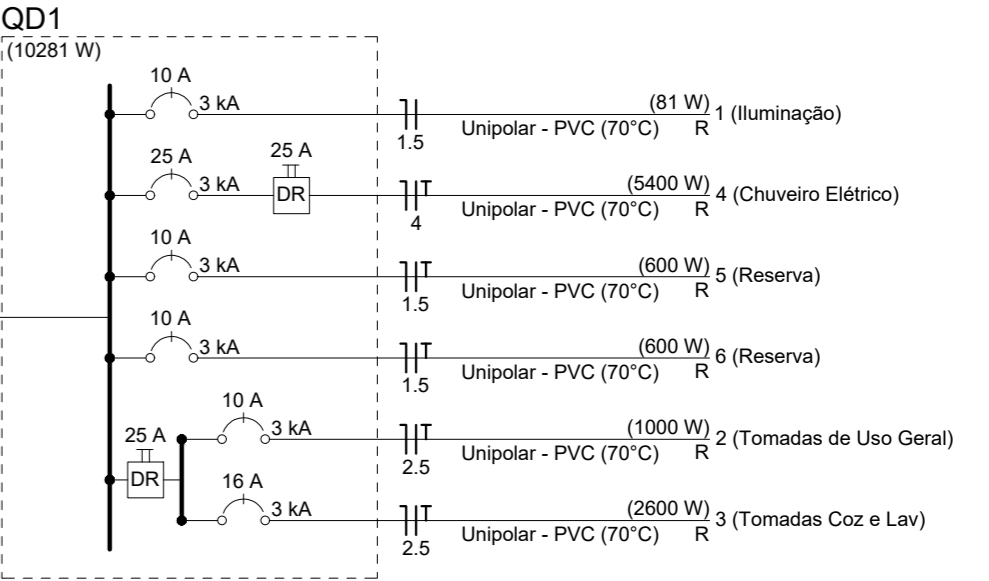 QD1
(10281 W)
10 A
3 kA
1.5
(81 W)
Unipolar - PVC (70°C) R
1 (Iluminação)
25 A
3 kA
25 A
DR
T
4
(5400 W)
Unipolar - PVC (70°C) R
4 (Chuveiro Elétrico)
10 A
3 kA
T
1.5
(600 W)
Unipolar - PVC (70°C) R
5 (Reserva)
10 A
3 kA
T
1.5
(600 W)
Unipolar - PVC (70°C) R
6 (Reserva)
25 A
DR
10 A
3 kA
T
2.5
(1000 W)
Unipolar - PVC (70°C) R
2 (Tomadas de Uso Geral)
16 A
3 kA
T
2.5
(2600 W)
Unipolar - PVC (70°C) R
3 (Tomadas Coz e Lav)